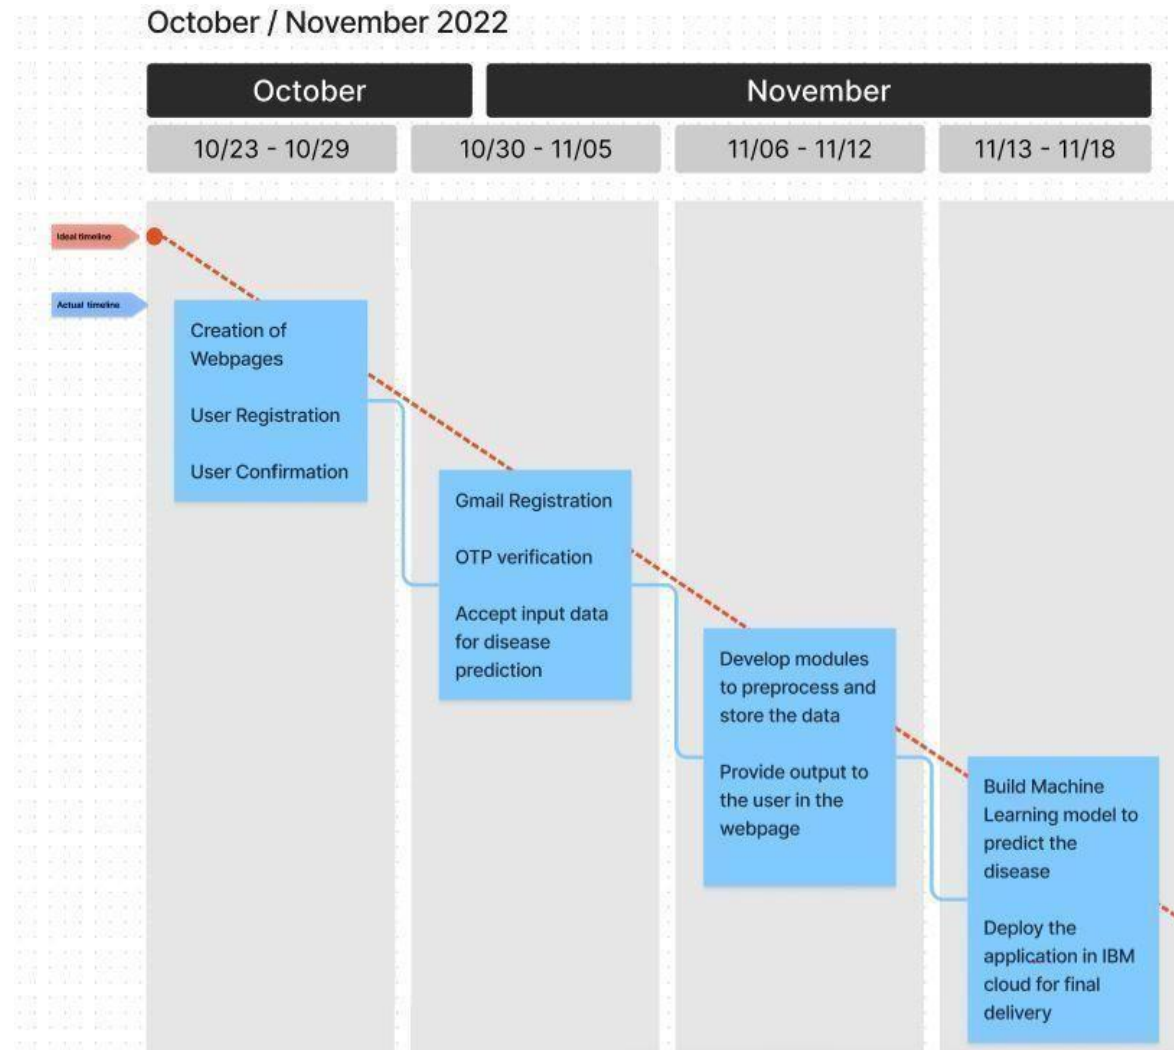 October / November 2022
October
November
10/23 - 10/29
10/30 - 11/05
11/06 - 11/12
11/13 - 11/18
Ideal timeline
Actual timeline
Creation of
Webpages
User Registration
User Confirmation
Gmail Registration
OTP verification
Accept input data
for disease
prediction
Develop modules
to preprocess and
store the data
Provide output to
the user in the
webpage
Build Machine
Learning model to
predict the
disease
Deploy the
application in IBM
cloud for final
delivery